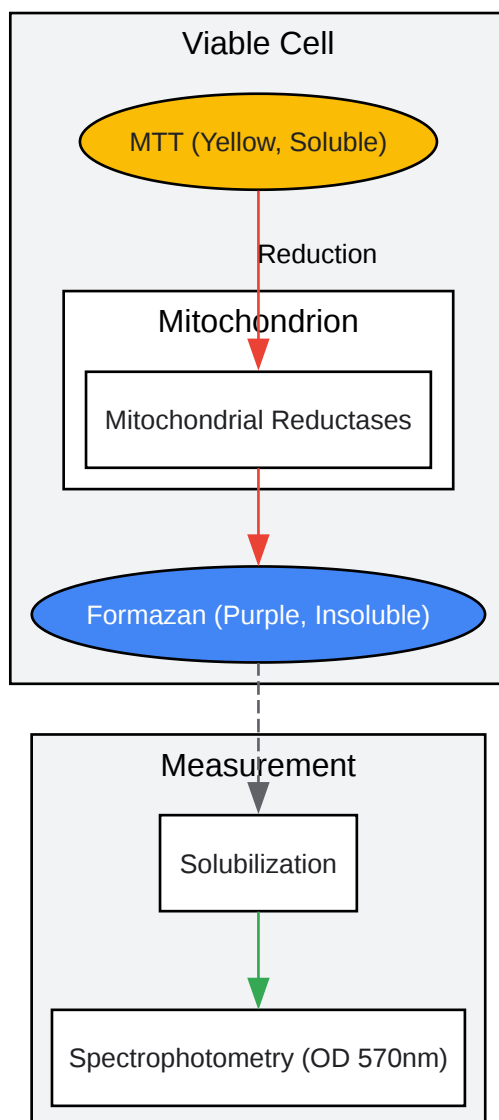 Viable Cell
MTT (Yellow, Soluble)
Reduction
Mitochondrion
Mitochondrial Reductases
Formazan (Purple, Insoluble)
Measurement
Solubilization
Spectrophotometry (OD 570nm)